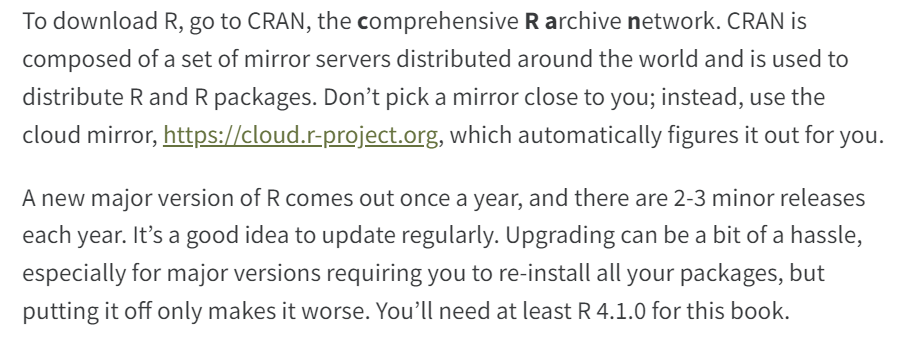 To download R, go to CRAN, the comprehensive R archive network. CRAN is
composed of a set of mirror servers distributed around the world and is used to
distribute R and R packages. Don’t pick a mirror close to you; instead, use the
cloud mirror, https://cloud.r-project.org, which automatically figures it out for you.
A new major version of R comes out once a year, and there are 2-3 minor releases
each year. It’s a good idea to update regularly. Upgrading can be a bit of a hassle,
especially for major versions requiring you to re-install all your packages, but
putting it off only makes it worse. You’ll need at least R 4.1.0 for this book.